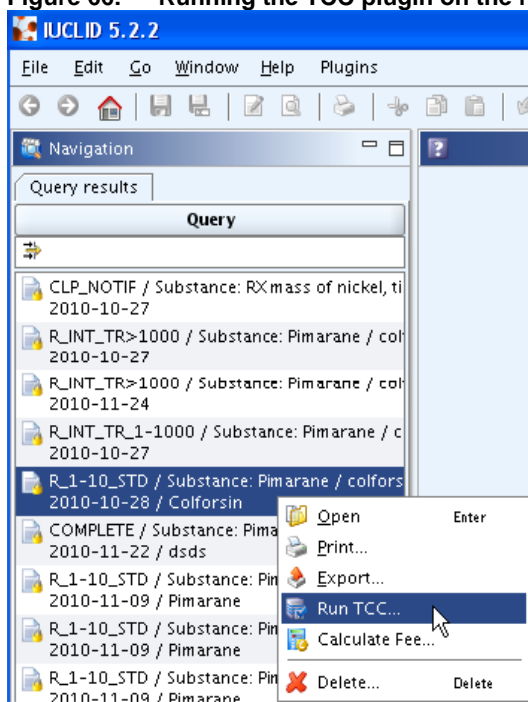 Figure 66. Running the TCC plugin on the
IUCLID 5.2.2
File Edit Go Window Help Plugins
Navigation
Query results
Query
CLP_NOTIF / Substance: RX mass of nickel, ti
2010-10-27
R_INT_TR>1000 / Substance: Pimarane / col
2010-10-27
R_INT_TR>1000 / Substance: Pimarane / col
2010-11-24
R_INT_TR_1-1000 / Substance: Pimarane / c
2010-10-27
R_1-10_STD / Substance: Pimarane / colfors
2010-10-28 / Colforsin
Open Enter
COMPLETE / Substance: Pima
2010-11-22 / dsds
Print...
R_1-10_STD / Substance: Pin
2010-11-09 / Pimarane
Export...
Run TCC...
R_1-10_STD / Substance: Pin
2010-11-09 / Pimarane
Calculate Fee...
R_1-10_STD / Substance: Pin
2010-11-09 / Pimarane
Delete... Delete